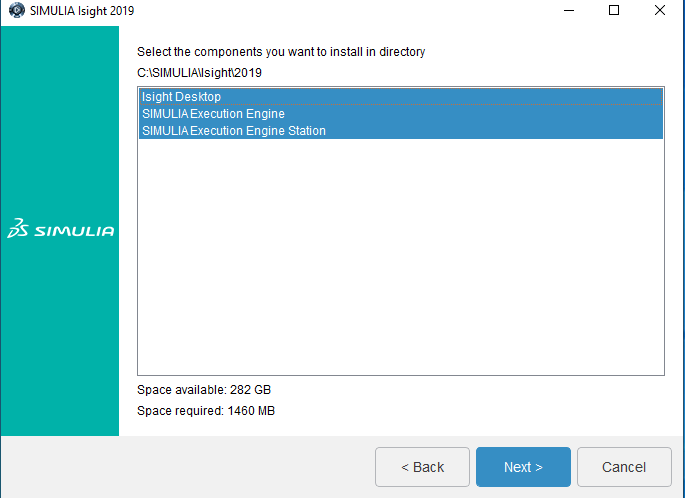 SIMULIA Isight 2019
Select the components you want to install in directory
C:\SIMULIA\Isight\2019
Isight Desktop
SIMULIA Execution Engine
SIMULIA Execution Engine Station
SIMULIA
Space available: 282 GB
Space required: 1460 MB
< Back
Next >
Cancel